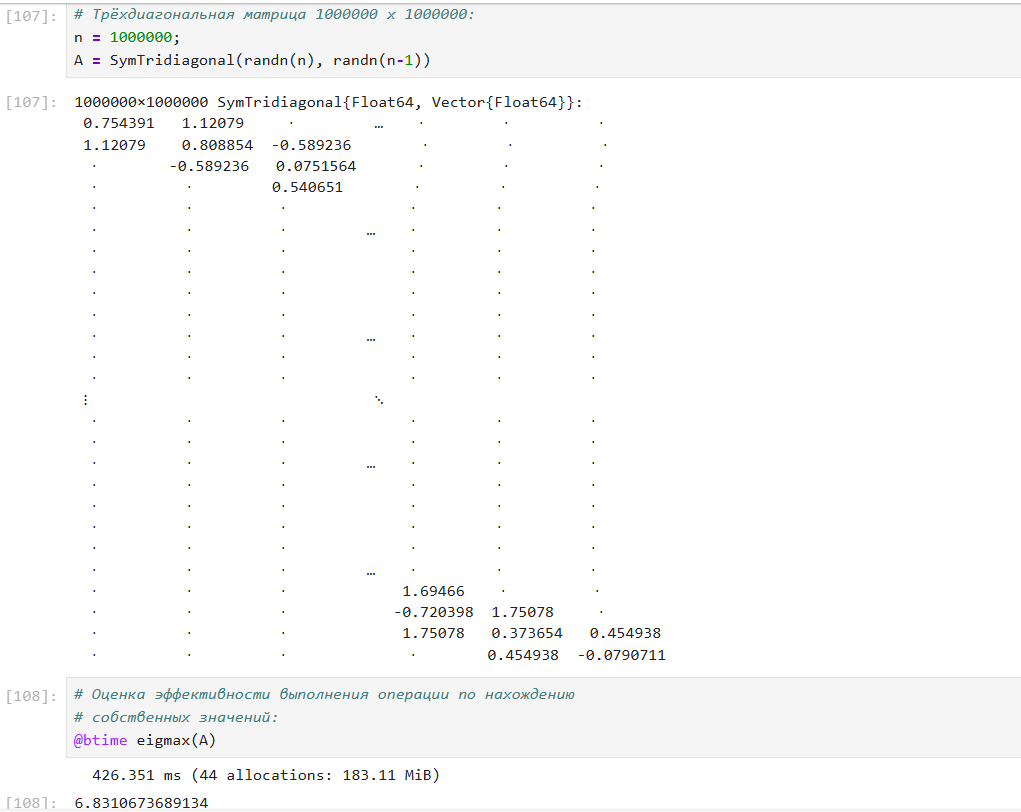 [107]: # Трёхдиагональная матрица 1000000 x 1000000:
n = 1000000;
A = SymTridiagonal(randn(n), randn(n-1))
[107]: 1000000×1000000 SymTridiagonal{Float64, Vector{Float64}}:
0.754391 1.12079 ⋅ … ⋅ ⋅ ⋅
1.12079 0.808854 -0.589236 ⋅ ⋅ ⋅
⋅ -0.589236 0.0751564 ⋅ ⋅ ⋅
⋅ ⋅ 0.540651 ⋅ ⋅ ⋅
⋅ ⋅ ⋅ ⋅ ⋅ ⋅
⋅ ⋅ ⋅ … ⋅ ⋅ ⋅
⋅ ⋅ ⋅ ⋅ ⋅ ⋅
⋅ ⋅ ⋅ ⋅ ⋅ ⋅
⋅ ⋅ ⋅ ⋅ ⋅ ⋅
⋅ ⋅ ⋅ ⋅ ⋅ ⋅
⋅ ⋅ ⋅ … ⋅ ⋅ ⋅
⋅ ⋅ ⋅ ⋅ ⋅ ⋅
⋅ ⋅ ⋅ ⋅ ⋅ ⋅
⋮ ⋱
⋅ ⋅ ⋅ ⋅ ⋅ ⋅
⋅ ⋅ ⋅ ⋅ ⋅ ⋅
⋅ ⋅ ⋅ … ⋅ ⋅ ⋅
⋅ ⋅ ⋅ ⋅ ⋅ ⋅
⋅ ⋅ ⋅ ⋅ ⋅ ⋅
⋅ ⋅ ⋅ ⋅ ⋅ ⋅
⋅ ⋅ ⋅ ⋅ ⋅ ⋅
⋅ ⋅ ⋅ … ⋅ ⋅ ⋅
⋅ ⋅ ⋅ 1.69466 ⋅ ⋅
⋅ ⋅ ⋅ -0.720398 1.75078 ⋅
⋅ ⋅ ⋅ 1.75078 0.373654 0.454938
⋅ ⋅ ⋅ ⋅ 0.454938 -0.0790711
[108]: # Оценка эффективности выполнения операции по нахождению
# собственных значений:
@btime eigmax(A)
426.351 ms (44 allocations: 183.11 MiB)
[108]: 6.8310673689134